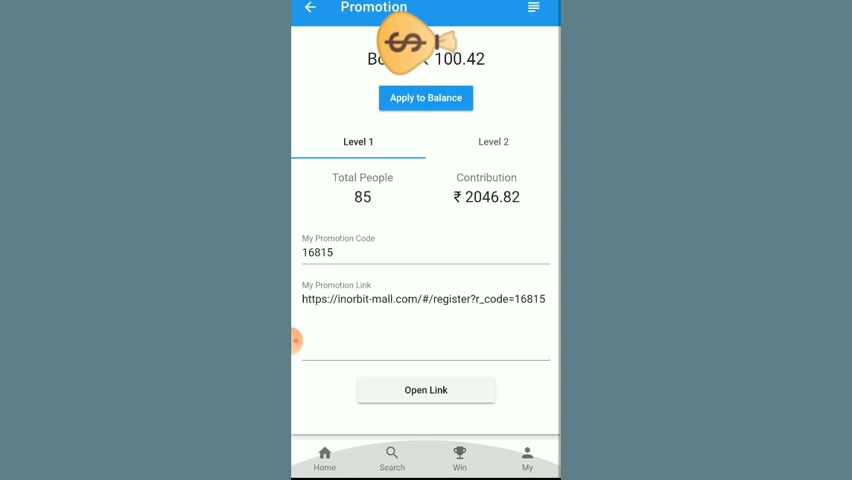 Promotion
100.42
Apply to Balance
Level 1
Level 2
Total People
Contribution
85
₹ 2046.82
My Promotion Code
16815
My Promotion Link
https://inorbit-mall.com/#/register?r_code=16815
Open Link
Home
Search
Win
My